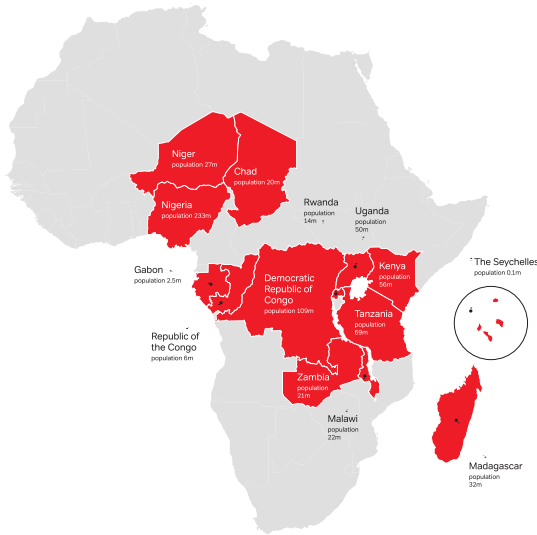 Niger
population 27m
Chad
population 20m
Nigeria
population 233m
Rwanda
population
14m
Uganda
population
50m
Gabon
population 2.5m
Democratic
Republic of
Congo
population 109m
Kenya
population
56m
The Seychelles
population 0.1m
Tanzania
population
69m
Republic of
the Congo
population 6m
Zambia
population
21m
Malawi
population
22m
Madagascar
population
32m